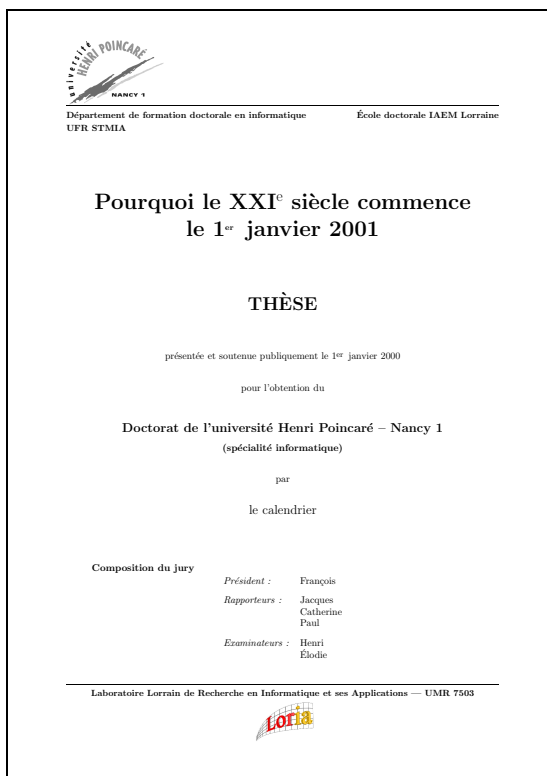 université
HENRI POINCARÉ
NANCY 1
Département de formation doctorale en informatique École doctorale IAEM Lorraine
UFR STMIA
Pourquoi le XXIe siècle commence
le 1er janvier 2001
THÈSE
présentée et soutenue publiquement le 1er janvier 2000
pour l'obtention du
Doctorat de l'université Henri Poincaré – Nancy 1
(spécialité informatique)
par
le calendrier
Composition du jury
Président : François
Rapporteurs : Jacques
Catherine
Paul
Examinateurs : Henri
Élodie
Laboratoire Lorrain de Recherche en Informatique et ses Applications — UMR 7503
Loria